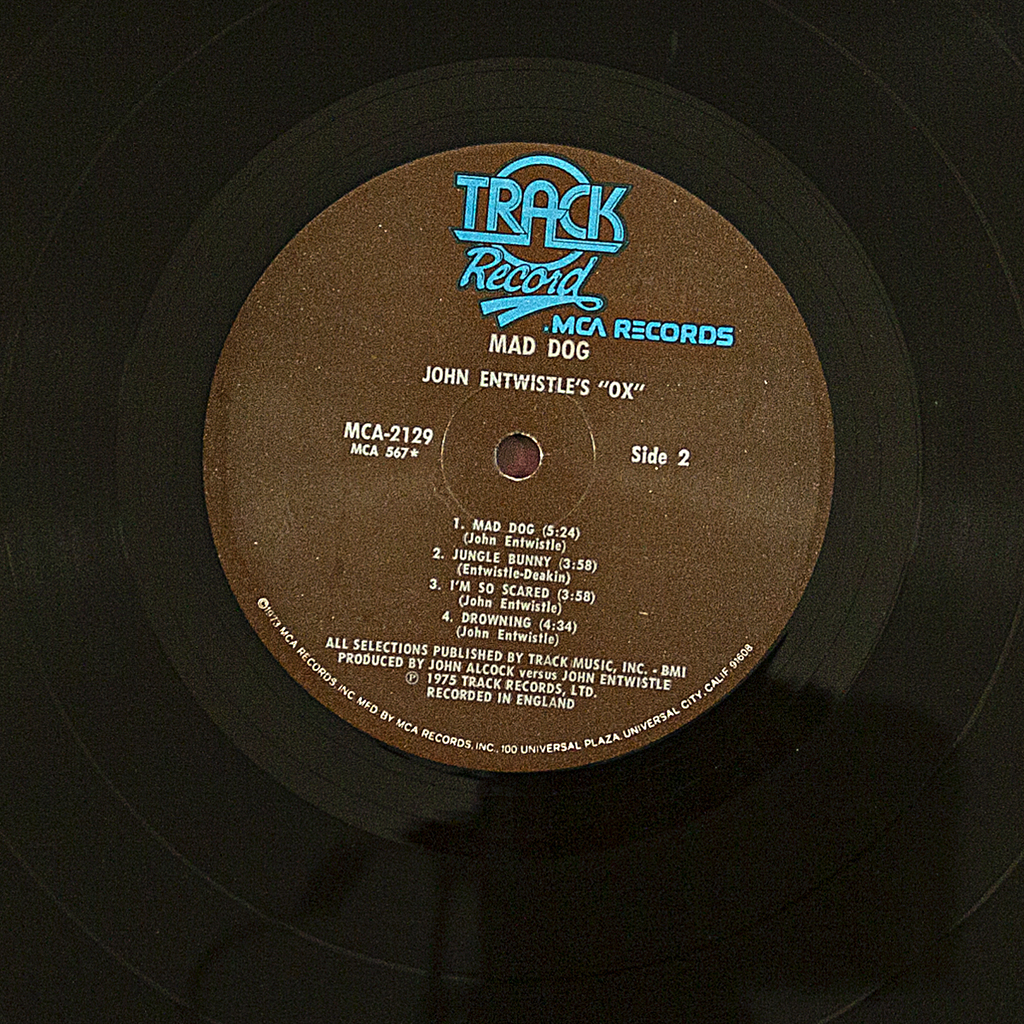 TRACK
Record
.MCA RECORDS
MAD DOG
JOHN ENTWISTLE'S "OX"
MCA-2129
MCA 567*
Side 2
1. MAD DOG (5:24)
(John Entwistle)
2. JUNGLE BUNNY (3:58)
(Entwistle-Deakin)
3. I'M SO SCARED (3:58)
(John Entwistle)
4. DROWNING (4:34)
(John Entwistle)
ALL SELECTIONS PUBLISHED BY TRACK MUSIC, INC. - BMI
PRODUCED BY JOHN ALCOCK versus JOHN ENTWISTLE
℗ 1975 TRACK RECORDS, LTD.
RECORDED IN ENGLAND
©1973 MCA RECORDS, INC. MFD. BY MCA RECORDS, INC., 100 UNIVERSAL PLAZA, UNIVERSAL CITY, CALIF. 91608